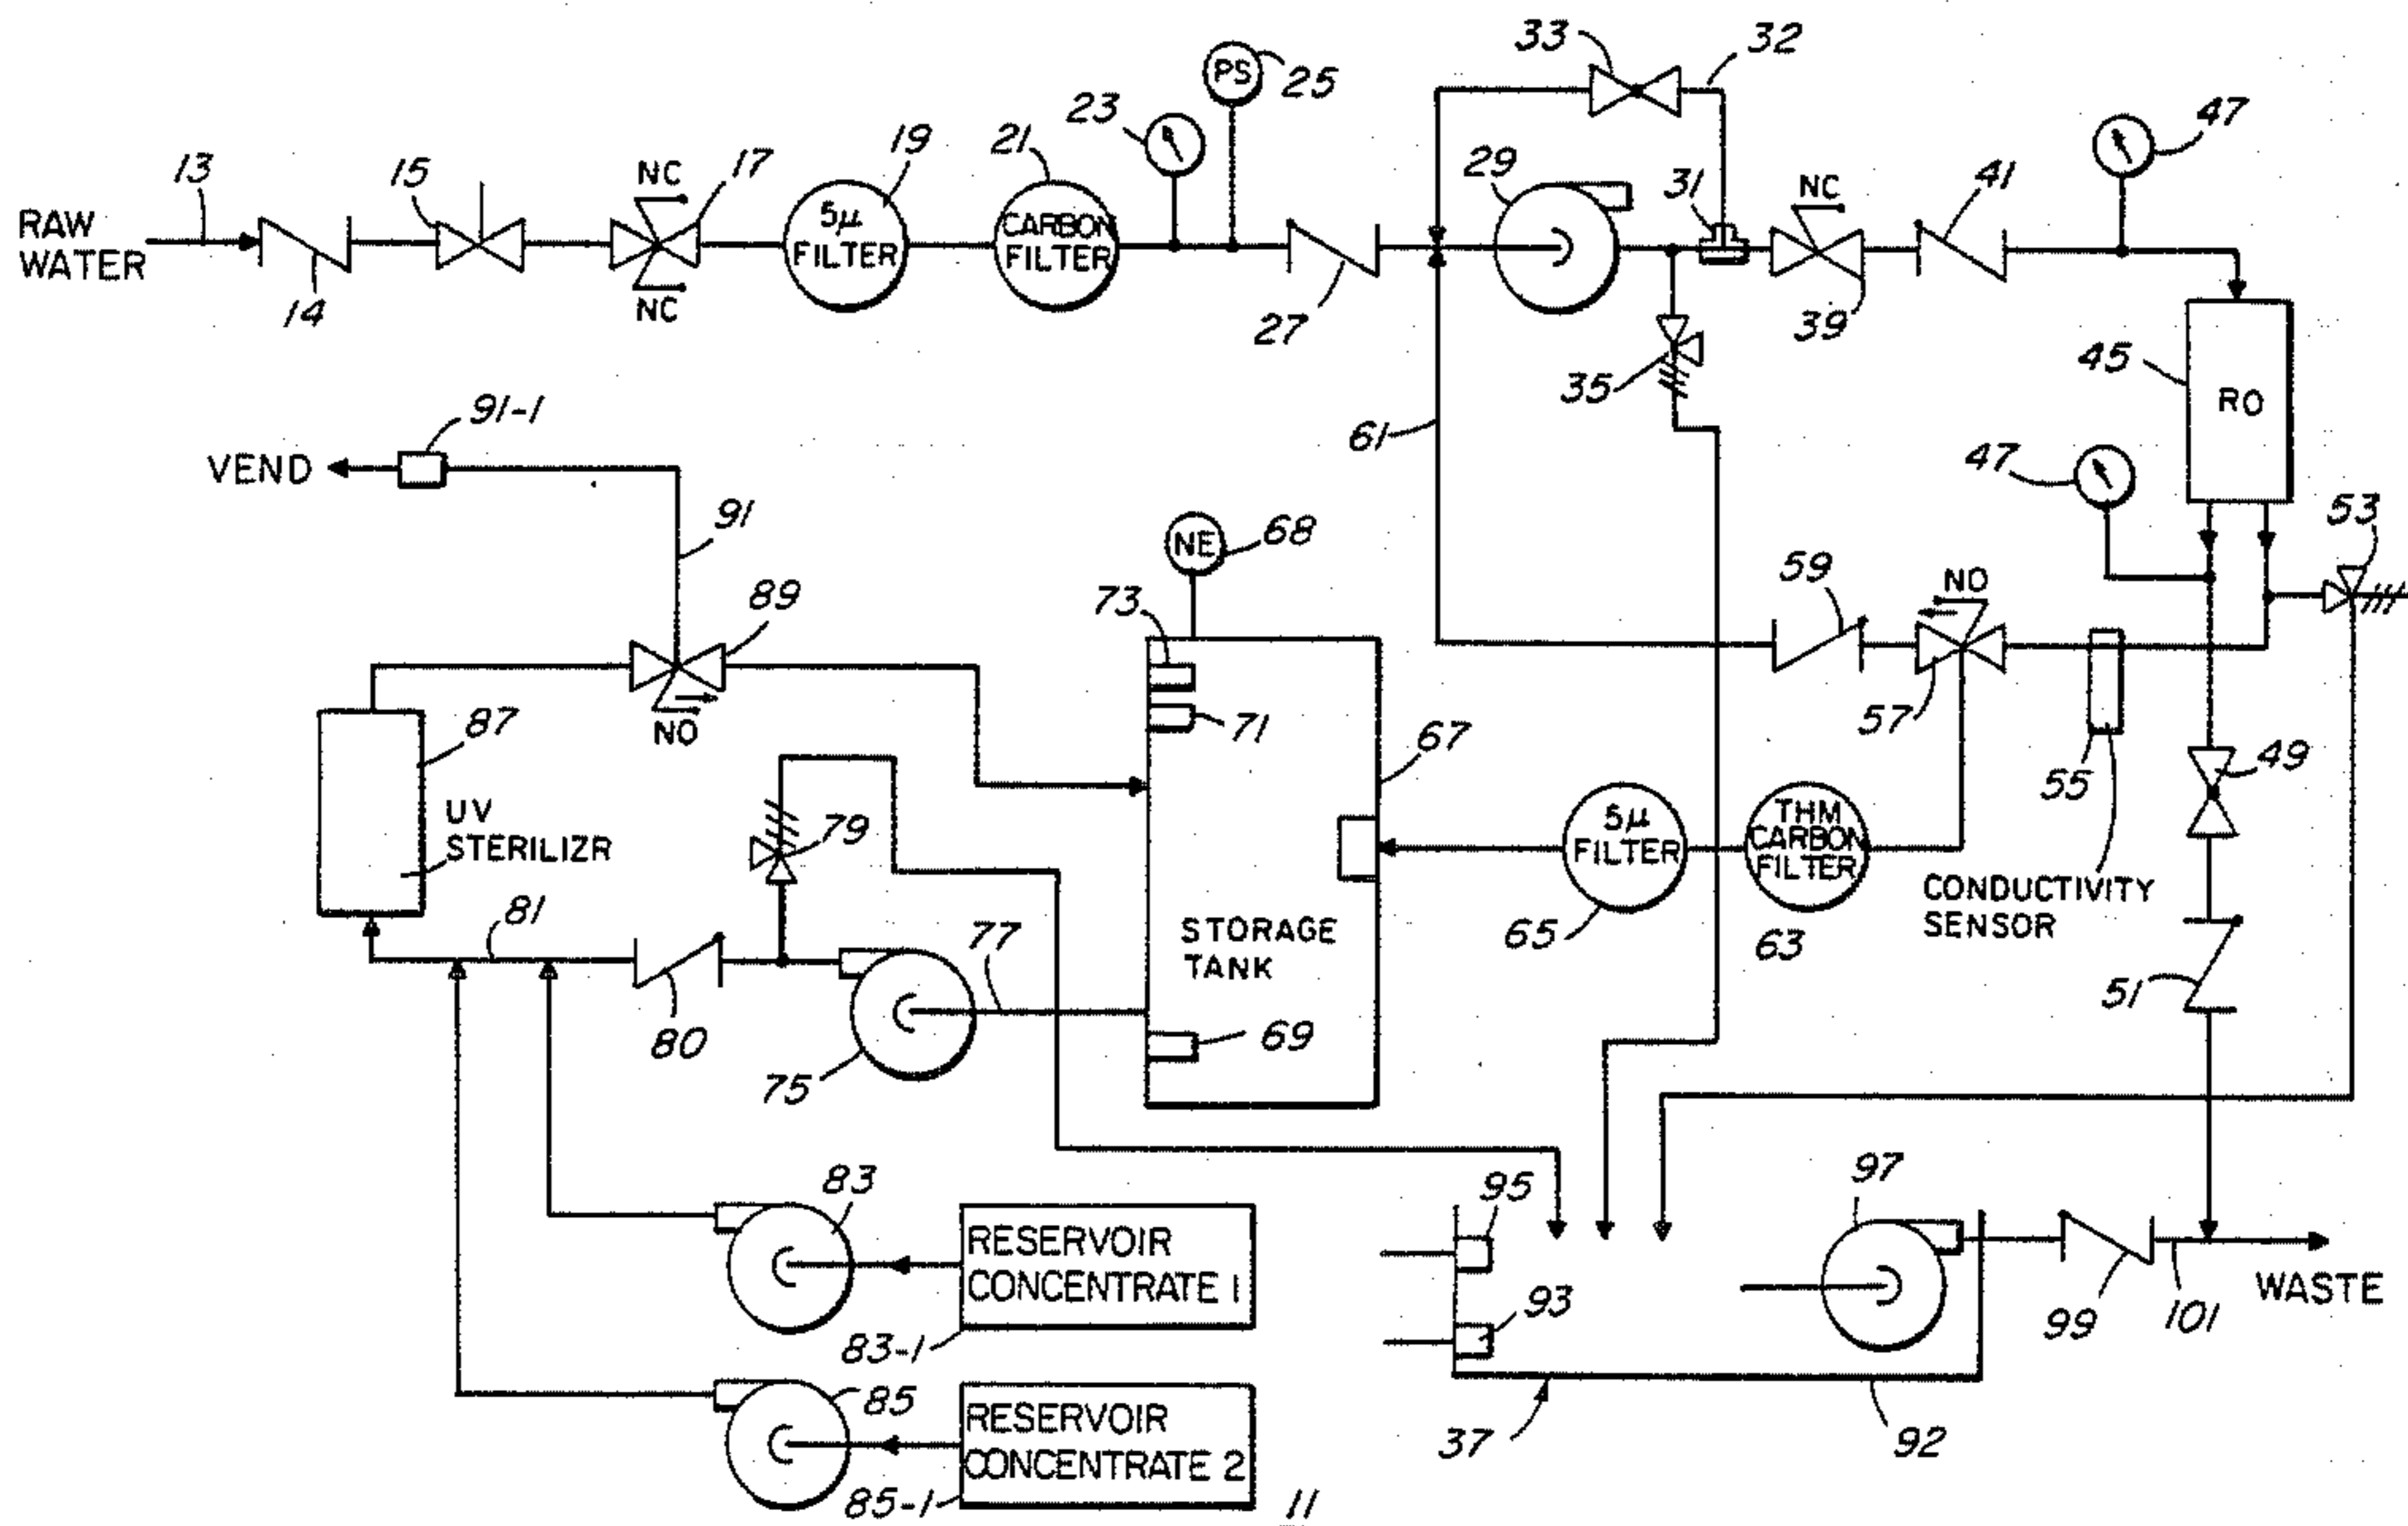 33
32
PS
25
23
47
13
15
NC
17
19
21
29
31
NC
41
RAW
WATER
5µ
FILTER
CARBON
FILTER
14
NC
27
35
39
45
RO
91-1
61
VEND
47
53
91
NE
68
59
NO
89
73
71
67
57
87
NO
55
49
UV
STERILIZR
79
5µ
FILTER
THM
CARBON
FILTER
CONDUCTIVITY
SENSOR
81
77
STORAGE
TANK
65
63
51
80
69
75
83
95
97
RESERVOIR
CONCENTRATE 1
93
WASTE
83-1
99
101
85
RESERVOIR
CONCENTRATE 2
37
92
85-1
11